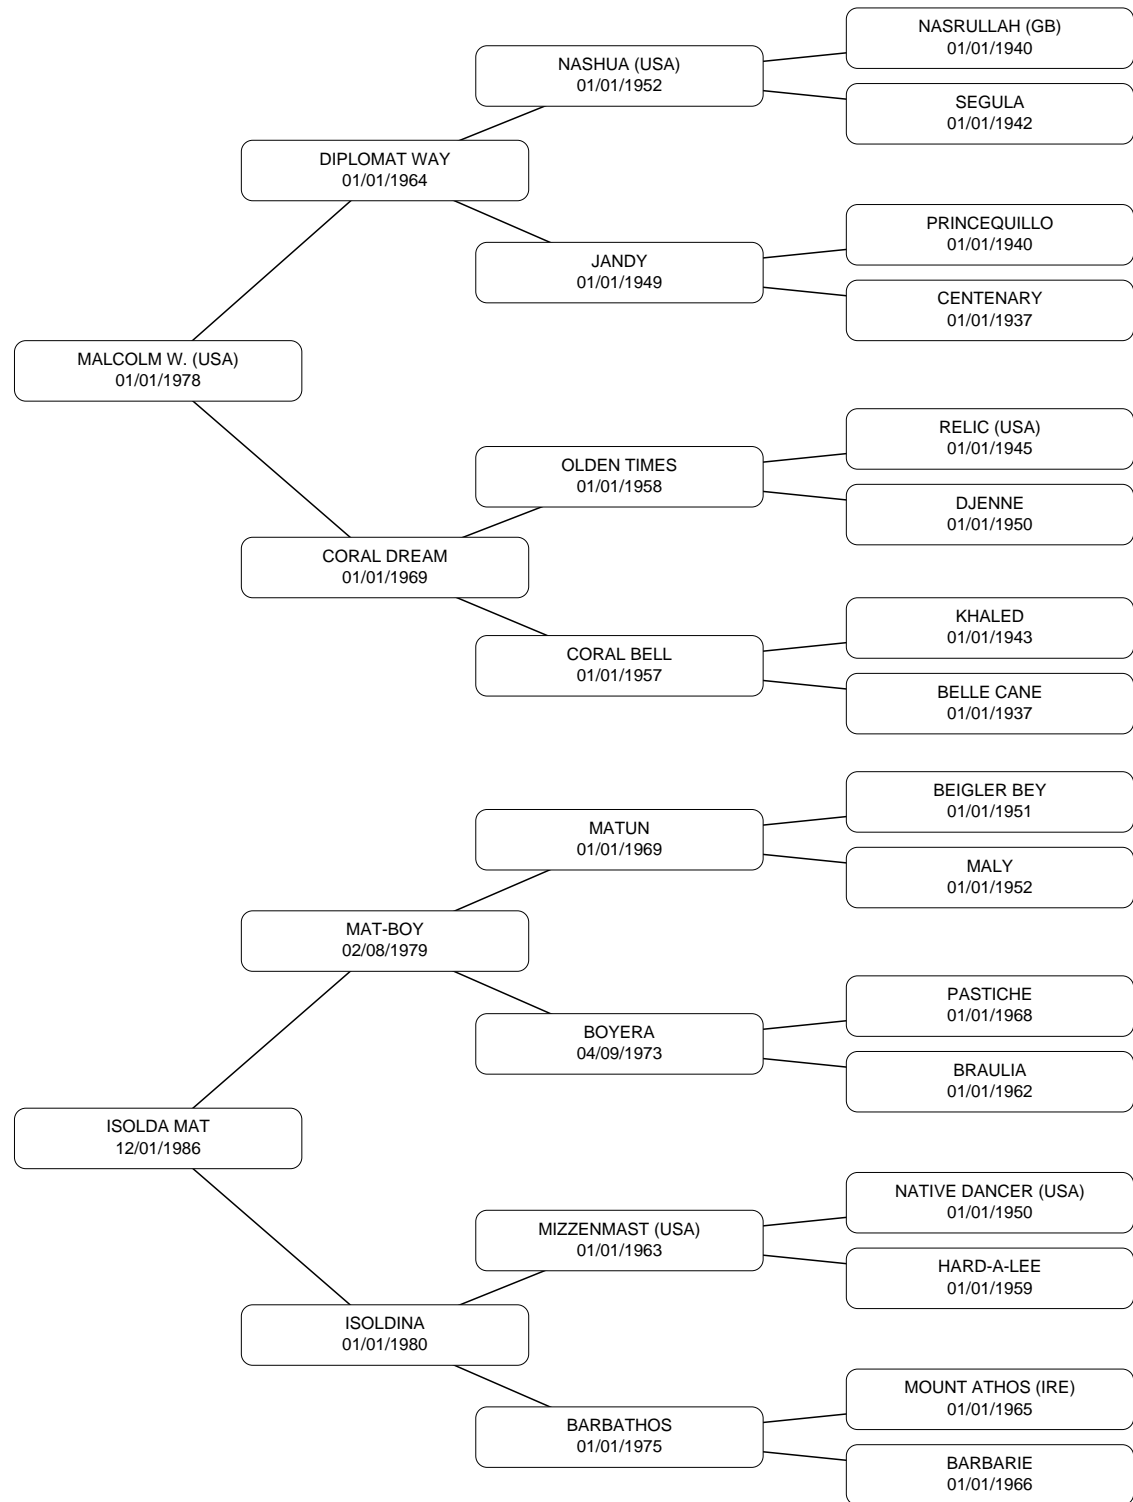 NASRULLAH (GB)
01/01/1940
NASHUA (USA)
01/01/1952
SEGULA
01/01/1942
DIPLOMAT WAY
01/01/1964
PRINCEQUILLO
01/01/1940
JANDY
01/01/1949
CENTENARY
01/01/1937
MALCOLM W. (USA)
01/01/1978
RELIC (USA)
01/01/1945
OLDEN TIMES
01/01/1958
DJENNE
01/01/1950
CORAL DREAM
01/01/1969
KHALED
01/01/1943
CORAL BELL
01/01/1957
BELLE CANE
01/01/1937
BEIGLER BEY
01/01/1951
MATUN
01/01/1969
MALY
01/01/1952
MAT-BOY
02/08/1979
PASTICHE
01/01/1968
BOYERA
04/09/1973
BRAULIA
01/01/1962
ISOLDA MAT
12/01/1986
NATIVE DANCER (USA)
01/01/1950
MIZZENMAST (USA)
01/01/1963
HARD-A-LEE
01/01/1959
ISOLDINA
01/01/1980
MOUNT ATHOS (IRE)
01/01/1965
BARBATHOS
01/01/1975
BARBARIE
01/01/1966